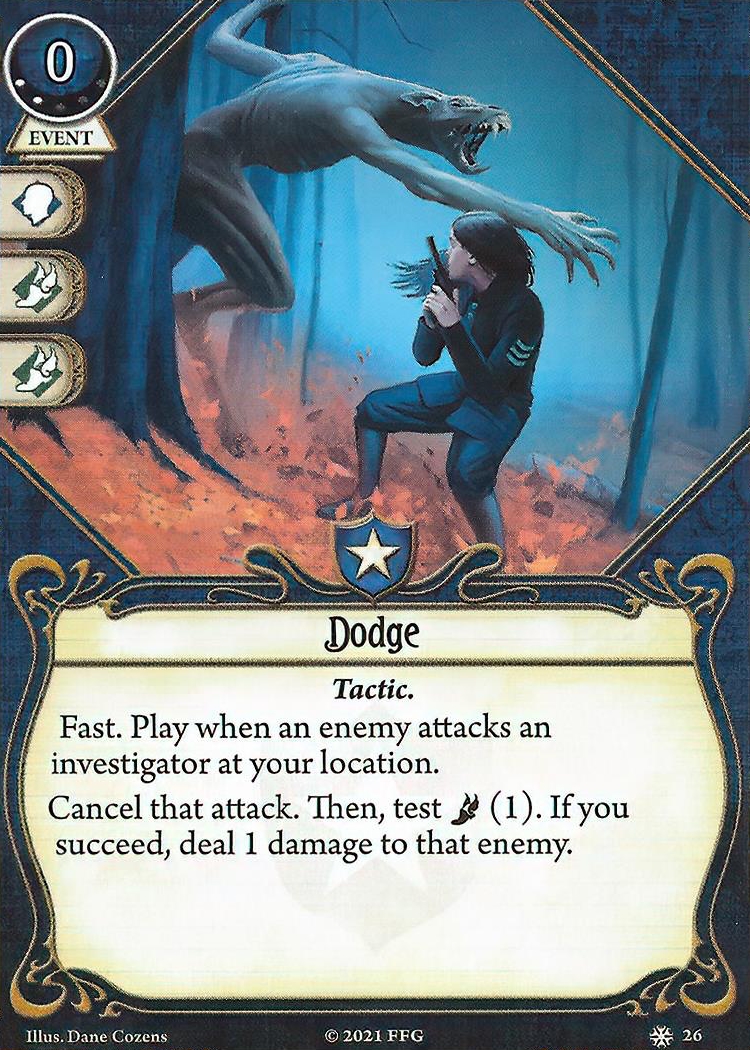 0
EVENT
Dodge
Tactic.
Fast. Play when an enemy attacks an
investigator at your location.
Cancel that attack. Then, test (1). If you
succeed, deal 1 damage to that enemy.
Illus. Dane Cozens
© 2021 FFG
26